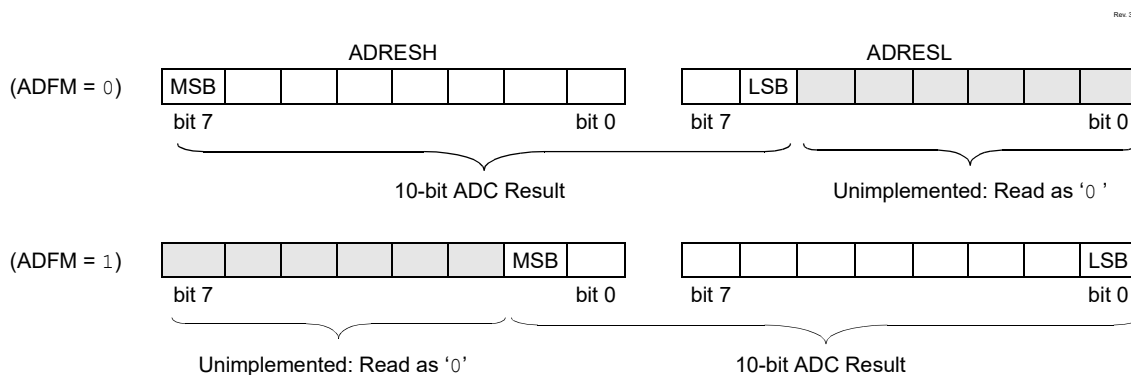 Rev. 3
ADRESH ADRESL
(ADFM = 0) MSB LSB
bit 7 bit 0 bit 7 bit 0
10-bit ADC Result Unimplemented: Read as ‘0 ’
(ADFM = 1) MSB LSB
bit 7 bit 0 bit 7 bit 0
Unimplemented: Read as ‘0’ 10-bit ADC Result